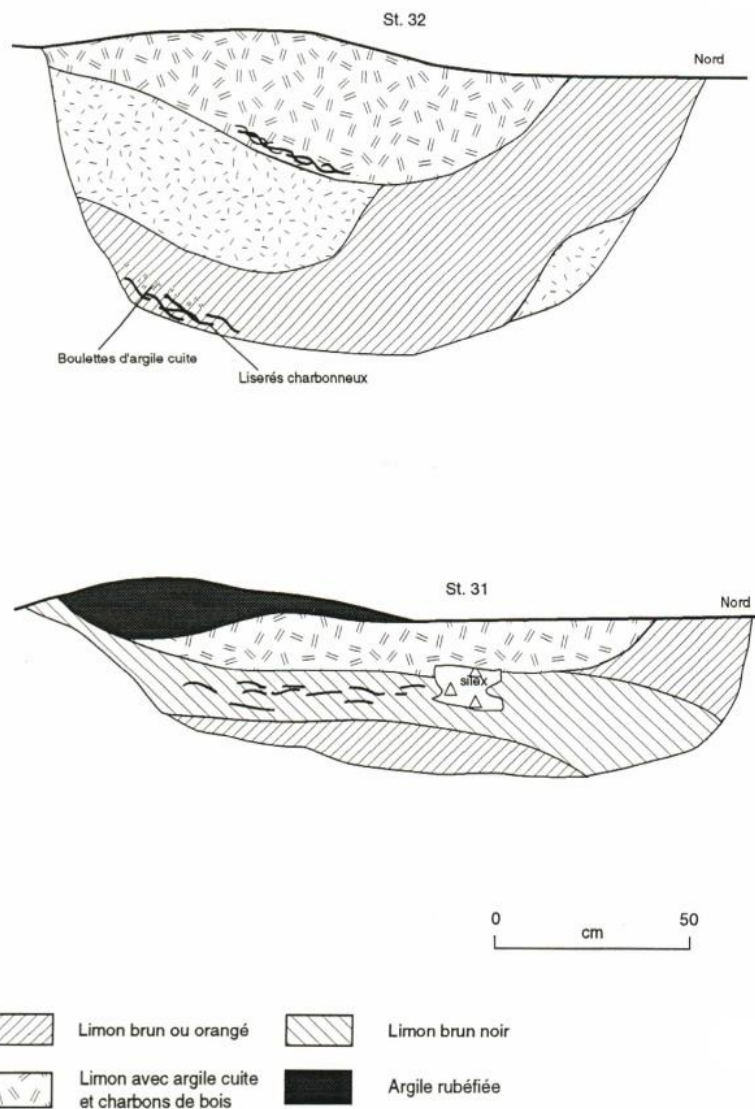 St. 32
Nord
Boulettes d'argile cuite
Liserés charbonneux
St. 31
Nord
silex
0 50
cm
Limon brun ou orangé
Limon brun noir
Limon avec argile cuite
et charbons de bois
Argile rubéfiée